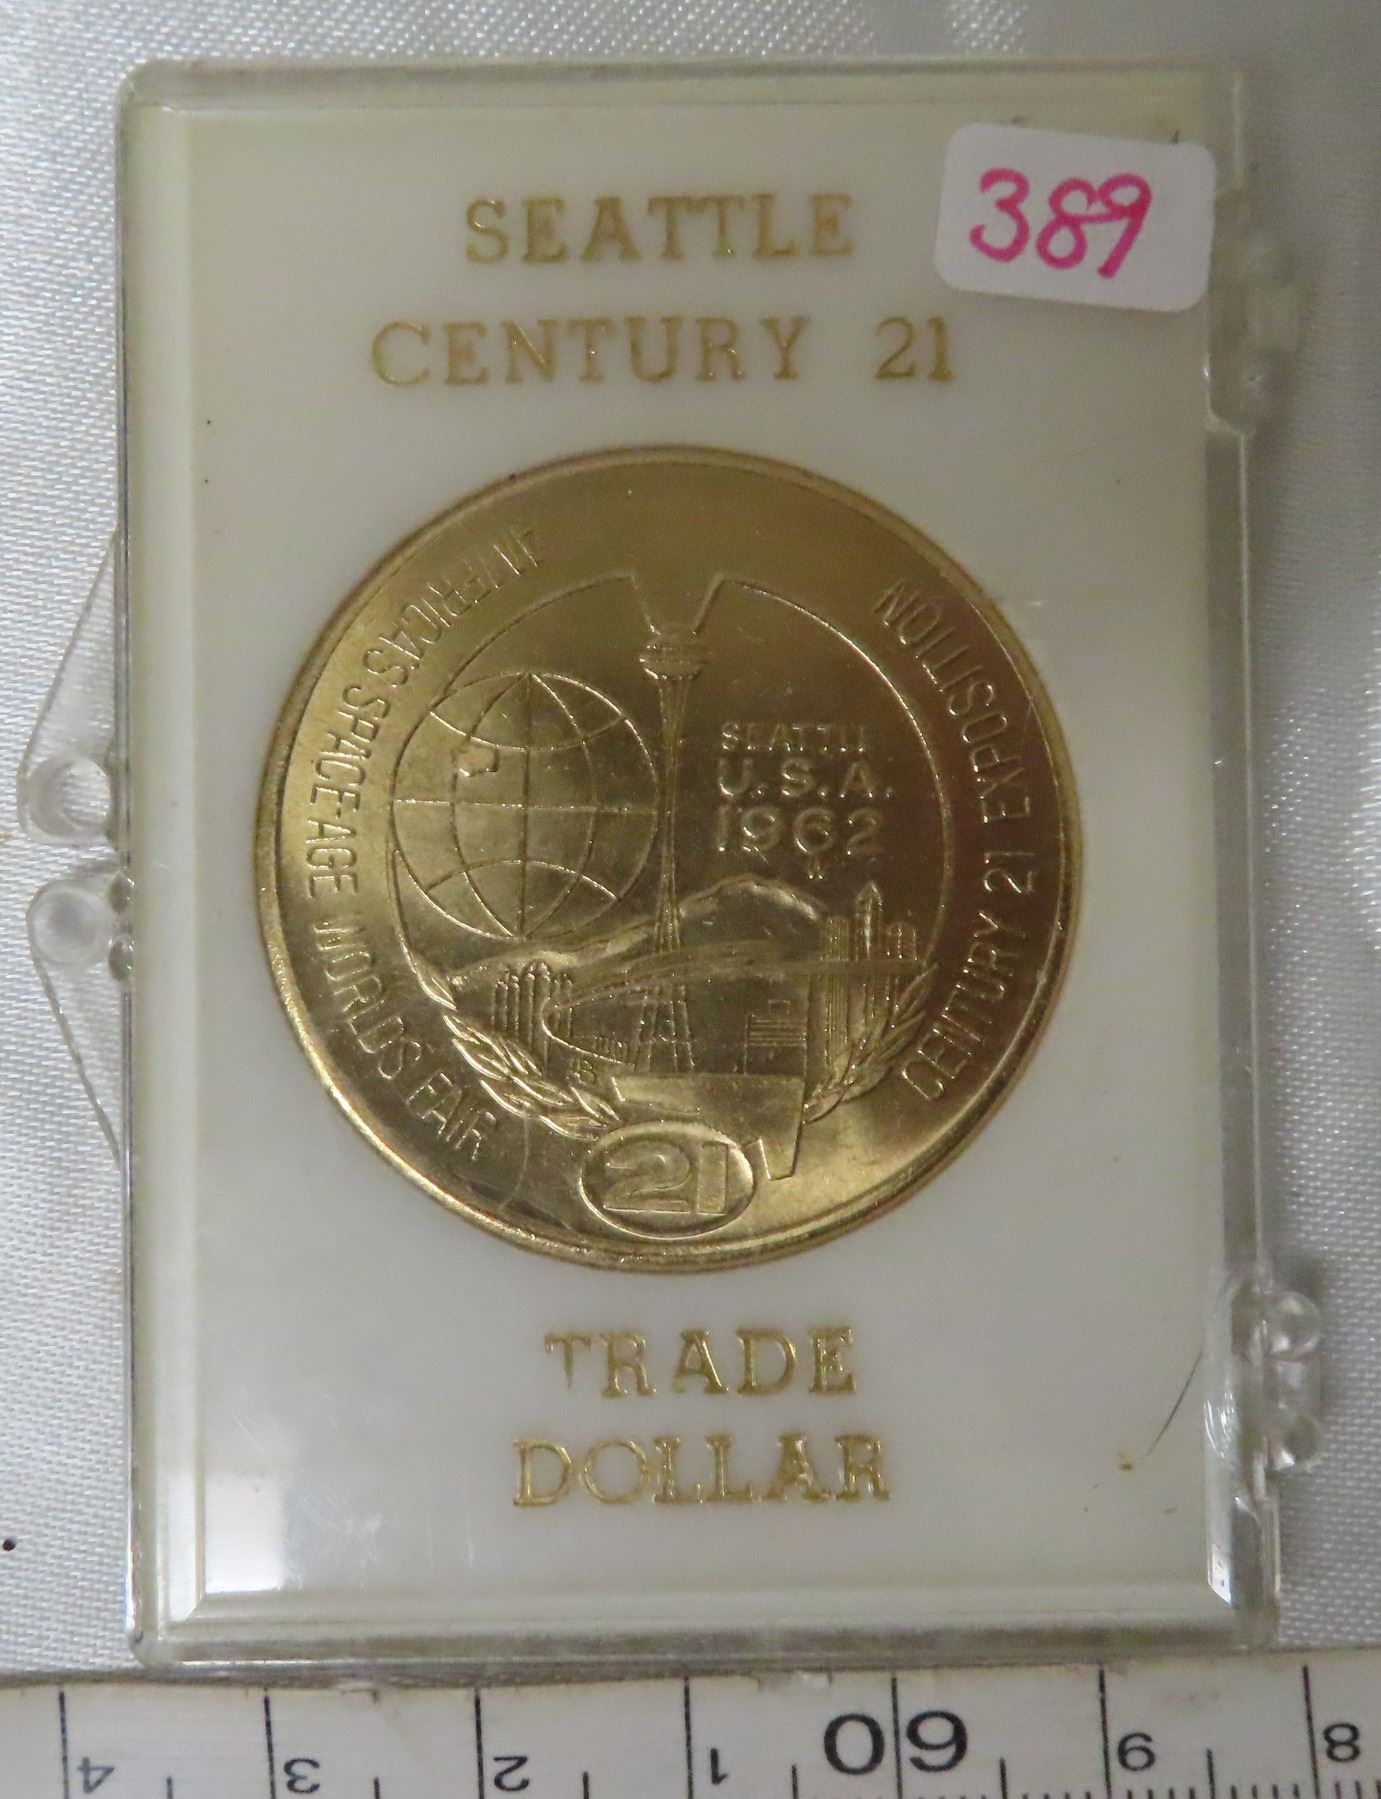 389
SEATTLE
CENTURY 21
AMERICA'S SPACE-AGE WORLDS FAIR
CENTURY 21 EXPOSITION
SEATTLE
U.S.A.
1962
21
TRADE
DOLLAR
4 3 2 1 60 9 8